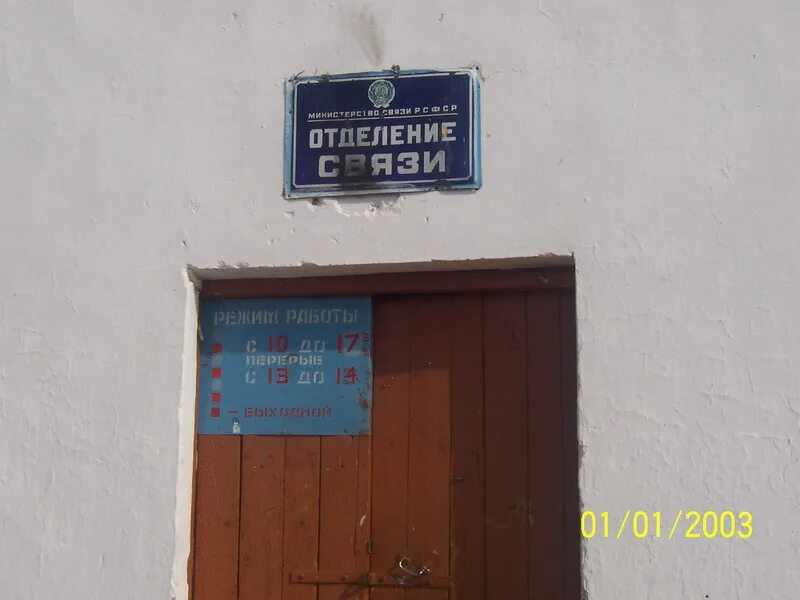 МИНИСТЕРСТВО СВЯЗИ РСФСР
ОТДЕЛЕНИЕ
СВЯЗИ
РЕЖИМ РАБОТЫ
С 10 ДО 17
ПЕРЕРЫВ
С 13 ДО 14
- ВЫХОДНОЙ
01/01/2003